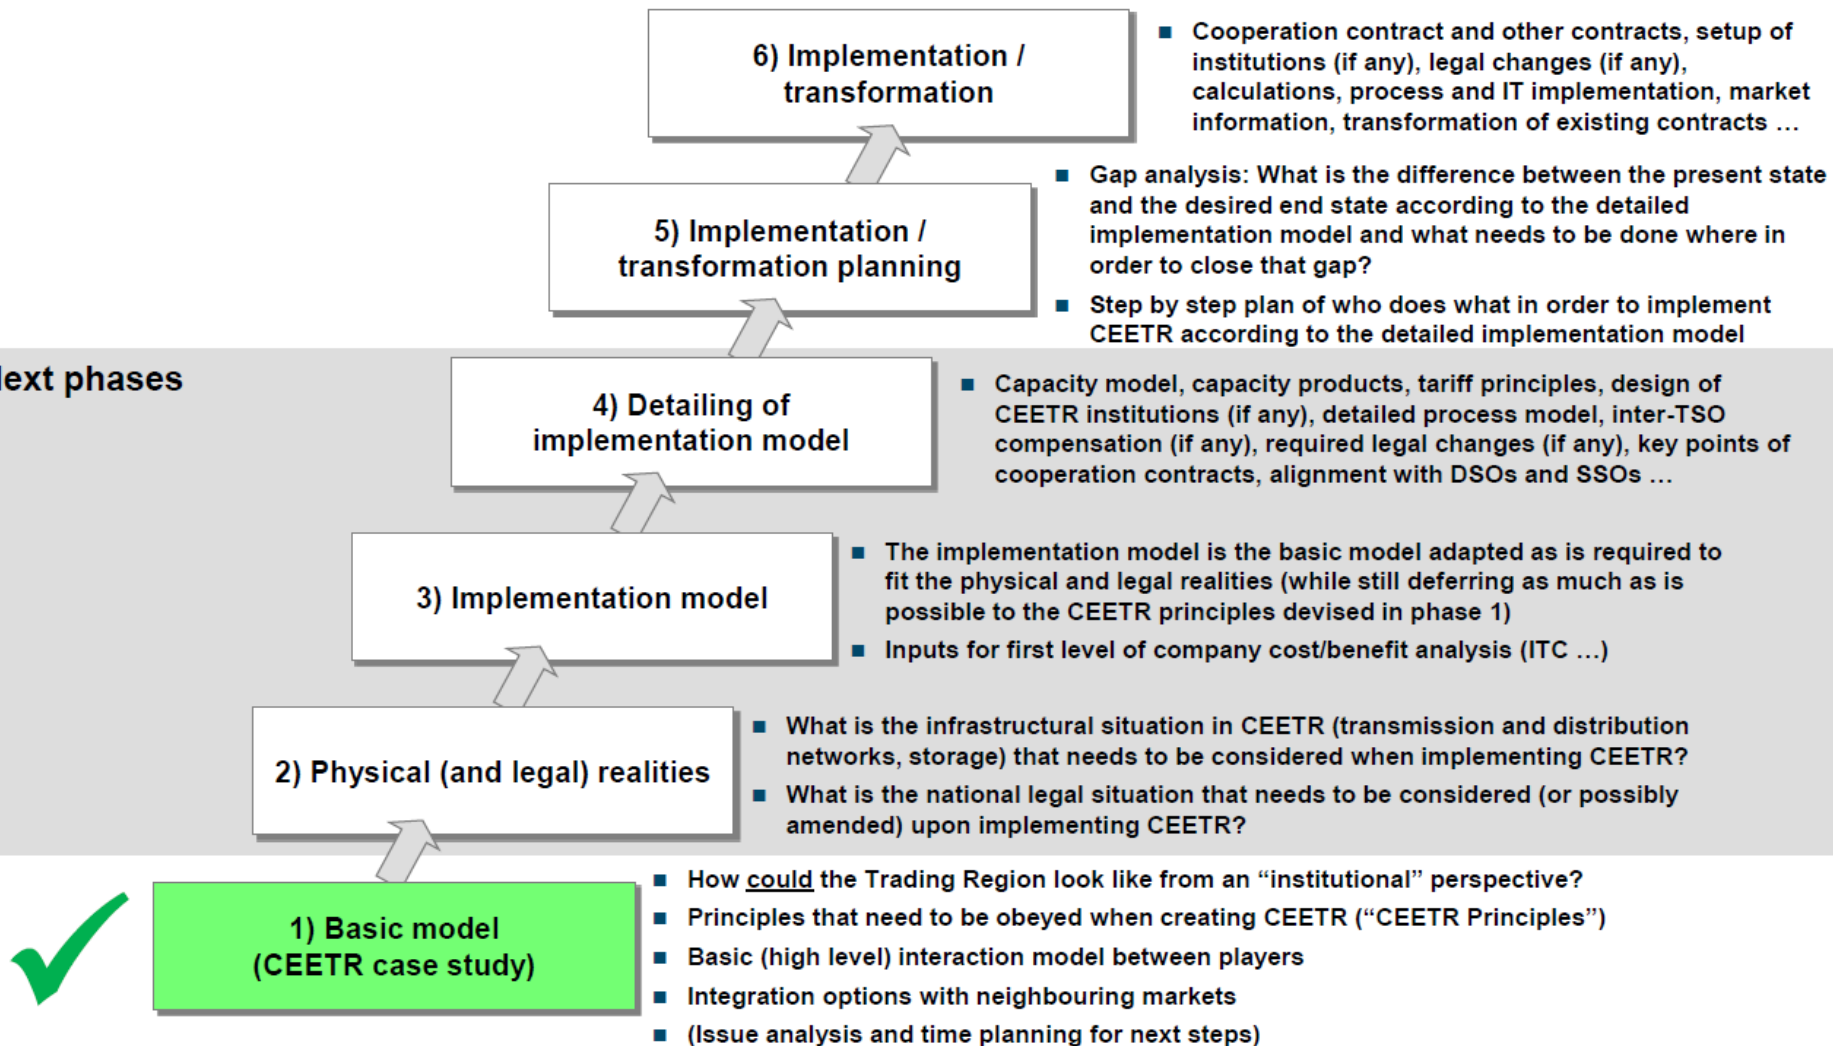 6) Implementation /
transformation
■ Cooperation contract and other contracts, setup of
institutions (if any), legal changes (if any),
calculations, process and IT implementation, market
information, transformation of existing contracts …
5) Implementation /
transformation planning
■ Gap analysis: What is the difference between the present state
and the desired end state according to the detailed
implementation model and what needs to be done where in
order to close that gap?
■ Step by step plan of who does what in order to implement
CEETR according to the detailed implementation model
phases
4) Detailing of
implementation model
■ Capacity model, capacity products, tariff principles, design of
CEETR institutions (if any), detailed process model, inter-TSO
compensation (if any), required legal changes (if any), key points of
cooperation contracts, alignment with DSOs and SSOs …
3) Implementation model
■ The implementation model is the basic model adapted as is required to
fit the physical and legal realities (while still deferring as much as is
possible to the CEETR principles devised in phase 1)
■ Inputs for first level of company cost/benefit analysis (ITC …)
2) Physical (and legal) realities
■ What is the infrastructural situation in CEETR (transmission and distribution
networks, storage) that needs to be considered when implementing CEETR?
■ What is the national legal situation that needs to be considered (or possibly
amended) upon implementing CEETR?
1) Basic model
(CEETR case study)
■ How could the Trading Region look like from an “institutional” perspective?
■ Principles that need to be obeyed when creating CEETR (“CEETR Principles”)
■ Basic (high level) interaction model between players
■ Integration options with neighbouring markets
■ (Issue analysis and time planning for next steps)